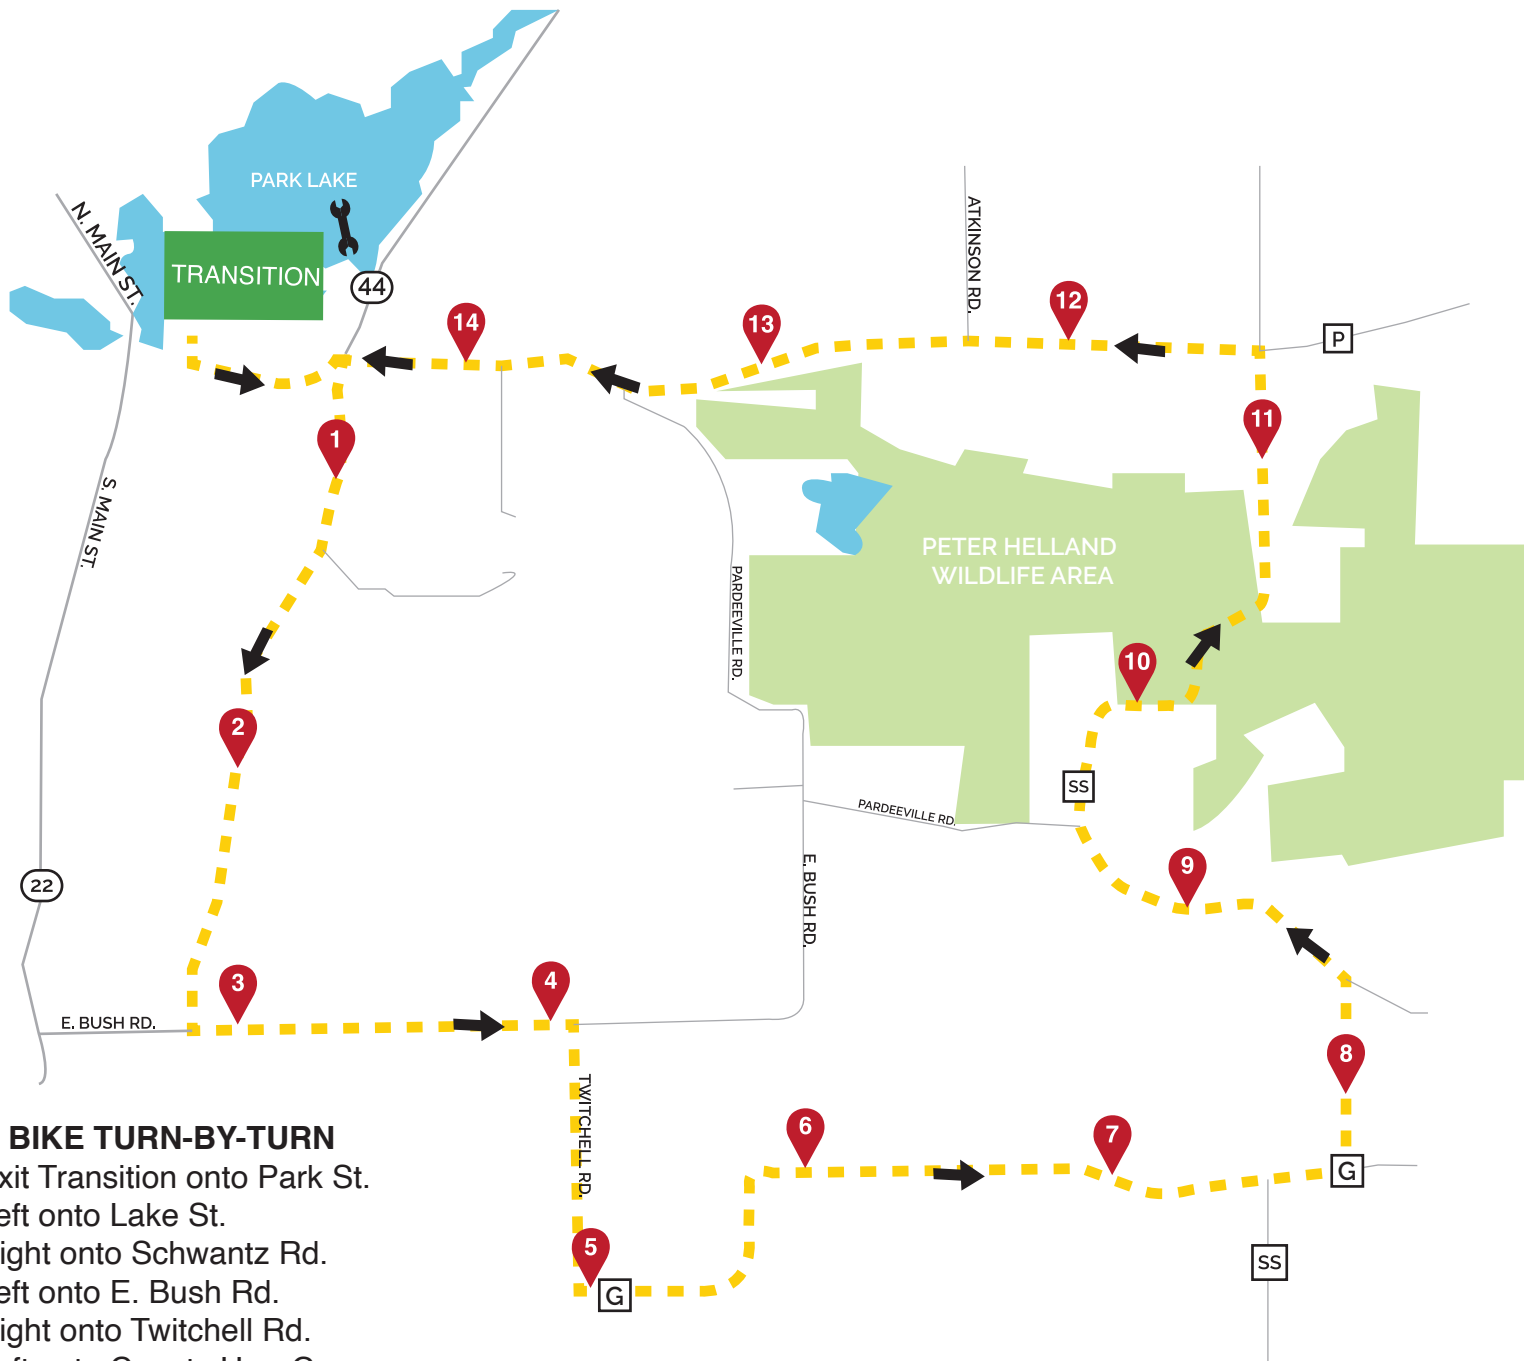 PARK LAKE
N. MAIN ST.
TRANSITION
44
14
13
12
ATKINSON RD.
P
1
11
S. MAIN ST.
PETER HELLAND
WILDLIFE AREA
PARDEEVILLE RD.
10
2
SS
PARDEEVILLE RD.
9
22
E. BUSH RD.
3
4
E. BUSH RD.
8
TWITCHELL RD.
6
7
G
5
G
SS
BIKE TURN-BY-TURN
xit Transition onto Park St.
eft onto Lake St.
ight onto Schwantz Rd.
eft onto E. Bush Rd.
ight onto Twitchell Rd.